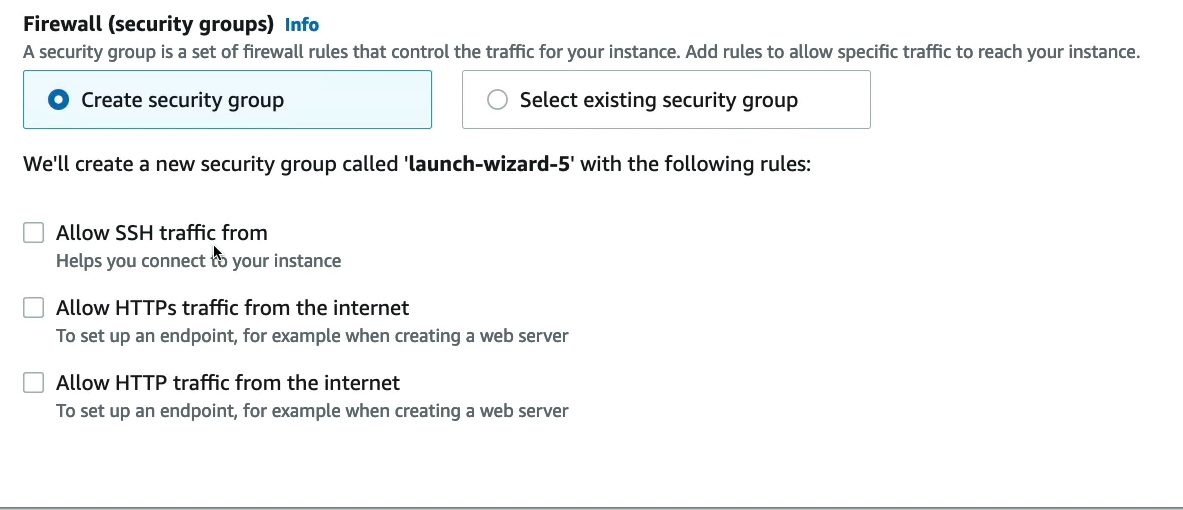 Firewall (security groups) Info
A security group is a set of firewall rules that control the traffic for your instance. Add rules to allow specific traffic to reach your instance.
Create security group
Select existing security group
We'll create a new security group called 'launch-wizard-5' with the following rules:
Allow SSH traffic from
Helps you connect to your instance
Allow HTTPs traffic from the internet
To set up an endpoint, for example when creating a web server
Allow HTTP traffic from the internet
To set up an endpoint, for example when creating a web server